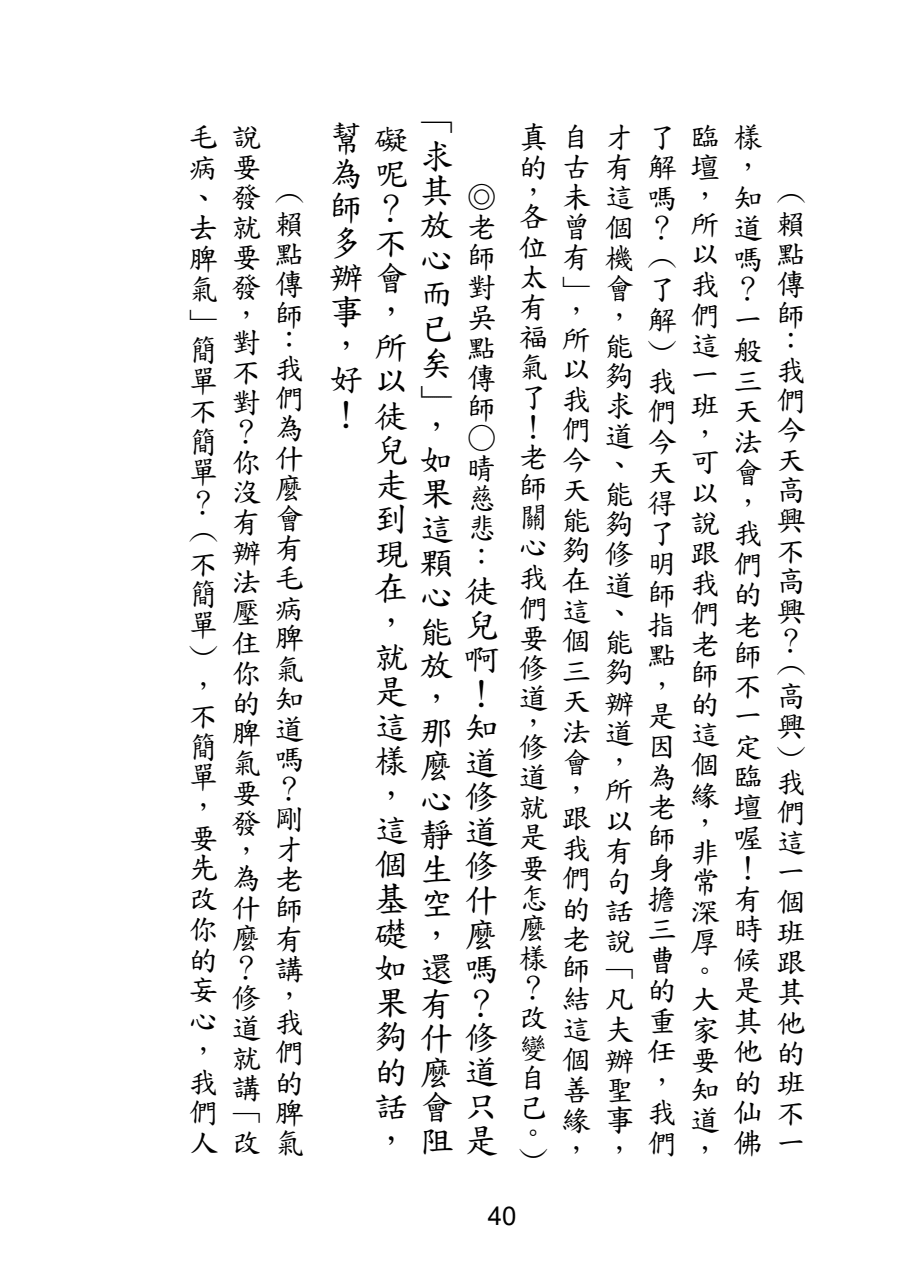 （賴點傳師：我們今天高興不高興？（高興）我們這一個班跟其他的班不一
樣，知道嗎？一般三天法會，我們的老師不一定臨壇喔！有時候是其他的仙佛
臨壇，所以我們這一班，可以說跟我們老師的這個緣，非常深厚。大家要知道，
了解嗎？（了解）我們今天得了明師指點，是因為老師身擔三曹的重任，我們
才有這個機會，能夠求道、能夠修道、能夠辦道，所以有句話說「凡夫辦聖事，
自古未曾有」，所以我們今天能夠在這個三天法會，跟我們的老師結這個善緣，
真的，各位太有福氣了！老師關心我們要修道，修道就是要怎麼樣？改變自己。）
◎老師對吳點傳師○晴慈悲：徒兒啊！知道修道修什麼嗎？修道只是
「求其放心而已矣」，如果這顆心能放，那麼心靜生空，還有什麼會阻
礙呢？不會，所以徒兒走到現在，就是這樣，這個基礎如果夠的話，
幫為師多辦事，好！
（賴點傳師：我們為什麼會有毛病脾氣知道嗎？剛才老師有講，我們的脾氣
說要發就要發，對不對？你沒有辦法壓住你的脾氣要發，為什麼？修道就講「改
毛病、去脾氣」簡單不簡單？（不簡單），不簡單，要先改你的妄心，我們人
40